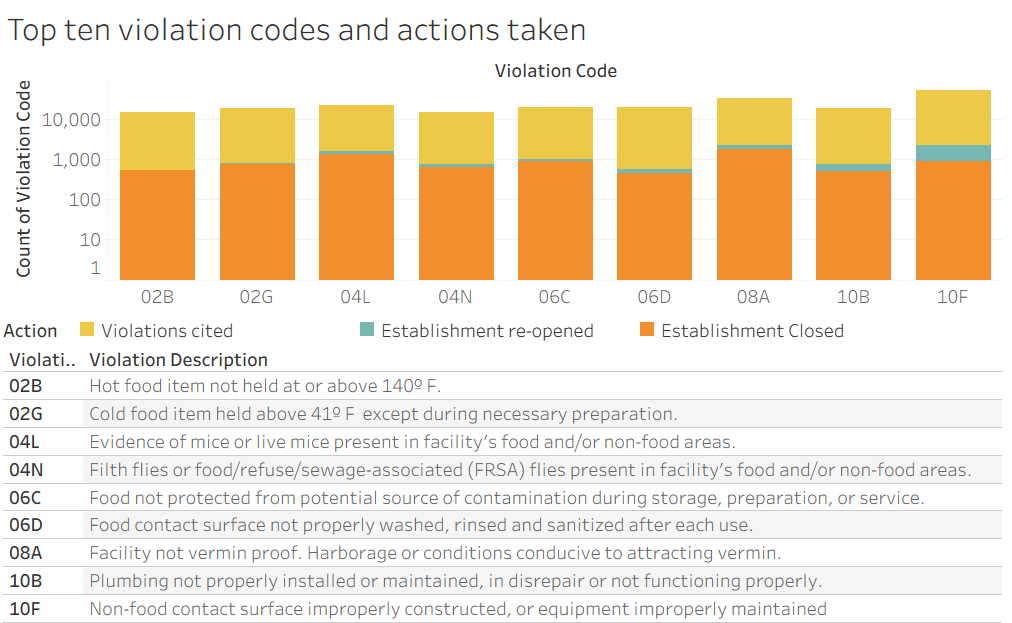 Top ten violation codes and actions taken
Violation Code
Count of Violation Code
10,000
1,000
100
10
1
02B 02G 04L 04N 06C 06D 08A 10B 10F
Action Violations cited Establishment re-opened Establishment Closed
Violati.. Violation Description
02B Hot food item not held at or above 140º F.
02G Cold food item held above 41º F except during necessary preparation.
04L Evidence of mice or live mice present in facility's food and/or non-food areas.
04N Filth flies or food/refuse/sewage-associated (FRSA) flies present in facility's food and/or non-food areas.
06C Food not protected from potential source of contamination during storage, preparation, or service.
06D Food contact surface not properly washed, rinsed and sanitized after each use.
08A Facility not vermin proof. Harborage or conditions conducive to attracting vermin.
10B Plumbing not properly installed or maintained, in disrepair or not functioning properly.
10F Non-food contact surface improperly constructed, or equipment improperly maintained